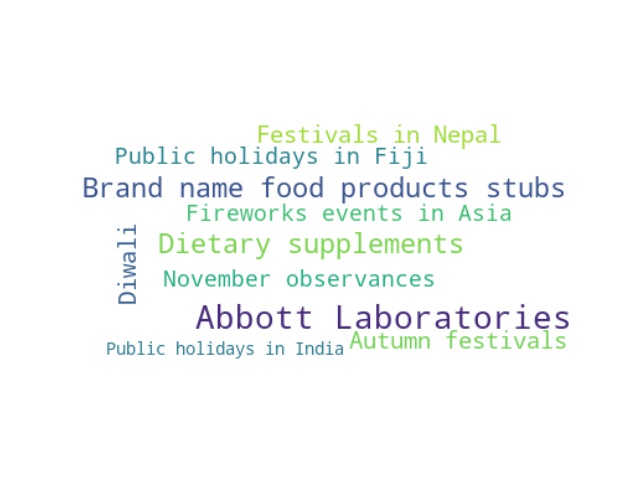 Festivals in Nepal
Public holidays in Fiji
Brand name food products stubs
Fireworks events in Asia
Diwali
Dietary supplements
November observances
Abbott Laboratories
Autumn festivals
Public holidays in India